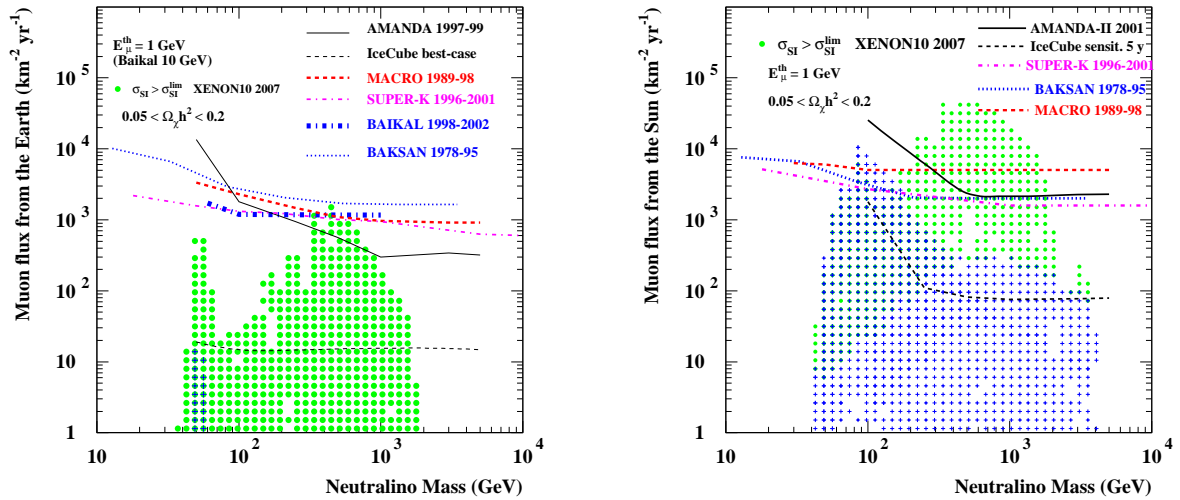 Muon flux from the Earth (km⁻² yr⁻¹)
10⁵
10⁴
10³
10²
10
1
E_μ^th = 1 GeV
(Baikal 10 GeV)
σ_SI > σ_SI^lim XENON10 2007
0.05 < Ω_χh² < 0.2
AMANDA 1997-99
IceCube best-case
MACRO 1989-98
SUPER-K 1996-2001
BAIKAL 1998-2002
BAKSAN 1978-95
10 10² 10³ 10⁴
Neutralino Mass (GeV)
Muon flux from the Sun (km⁻² yr⁻¹)
10⁵
10⁴
10³
10²
10
1
σ_SI > σ_SI^lim XENON10 2007
E_μ^th = 1 GeV
0.05 < Ω_χh² < 0.2
AMANDA-II 2001
IceCube sensit. 5 y
SUPER-K 1996-2001
BAKSAN 1978-95
MACRO 1989-98
10 10² 10³ 10⁴
Neutralino Mass (GeV)